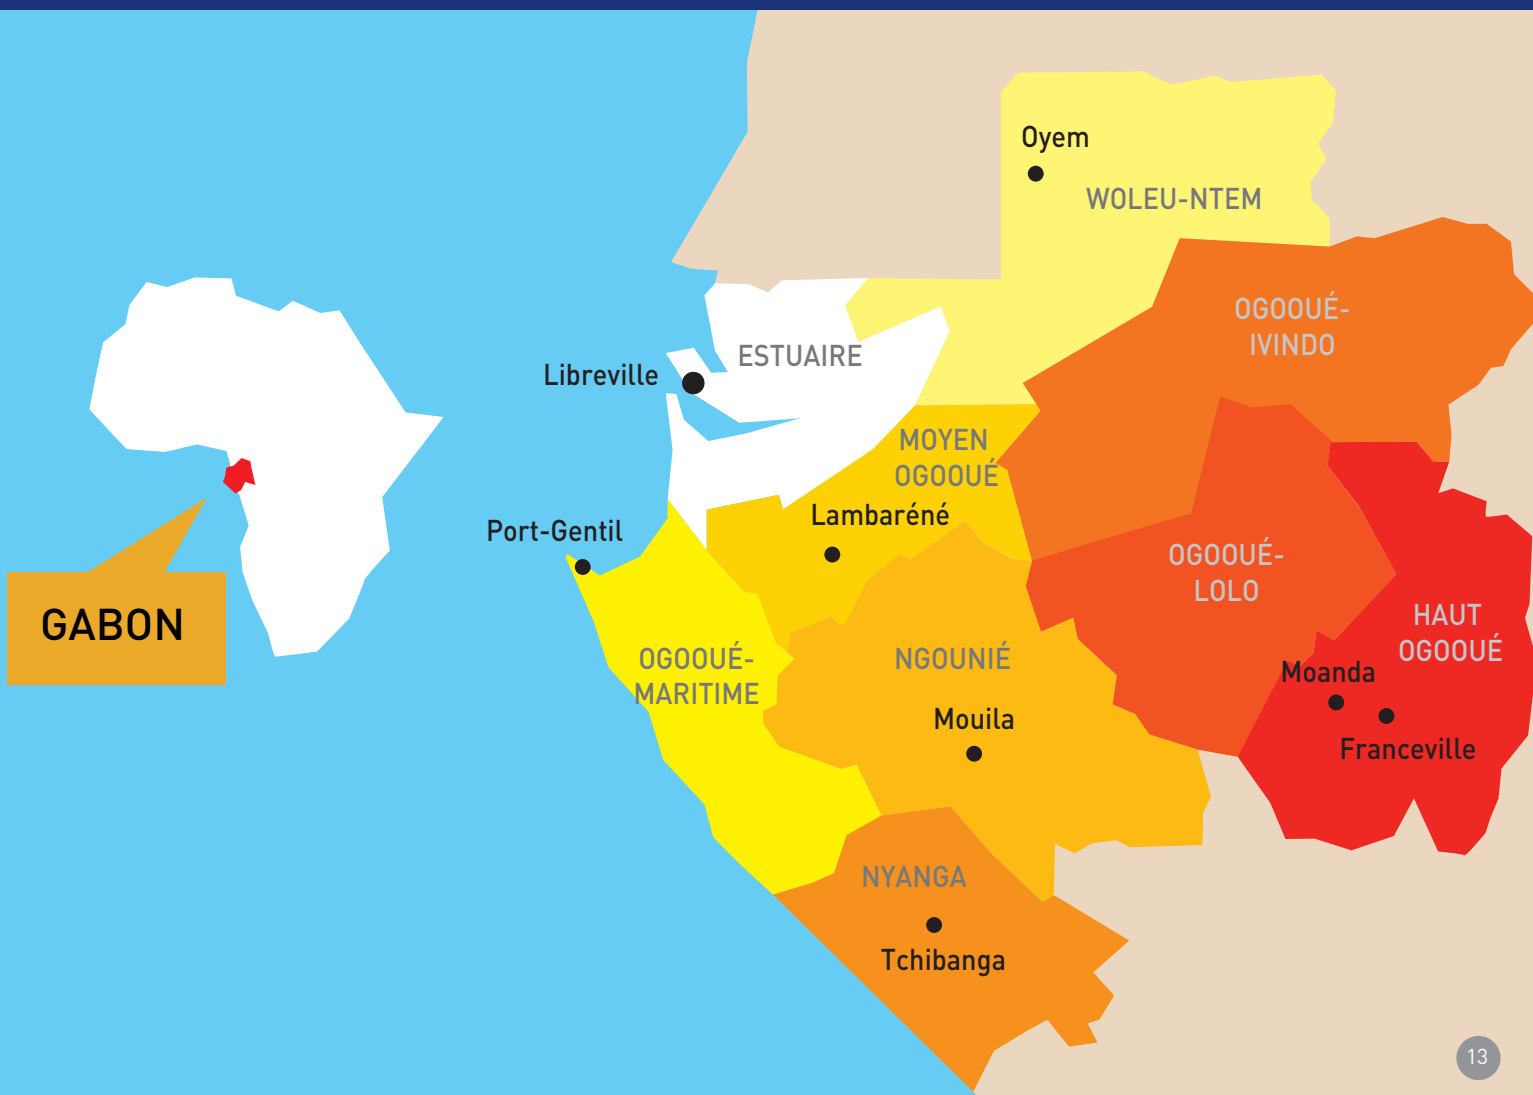 Oyem
WOLEU-NTEM
OGOOUÉ-
IVINDO
ESTUAIRE
Libreville
MOYEN
OGOOUÉ
Lambaréné
Port-Gentil
OGOOUÉ-
LOLO
GABON
HAUT
OGOOUÉ
OGOOUÉ-
MARITIME
NGOUNIÉ
Moanda
Mouila
Franceville
NYANGA
Tchibanga
13